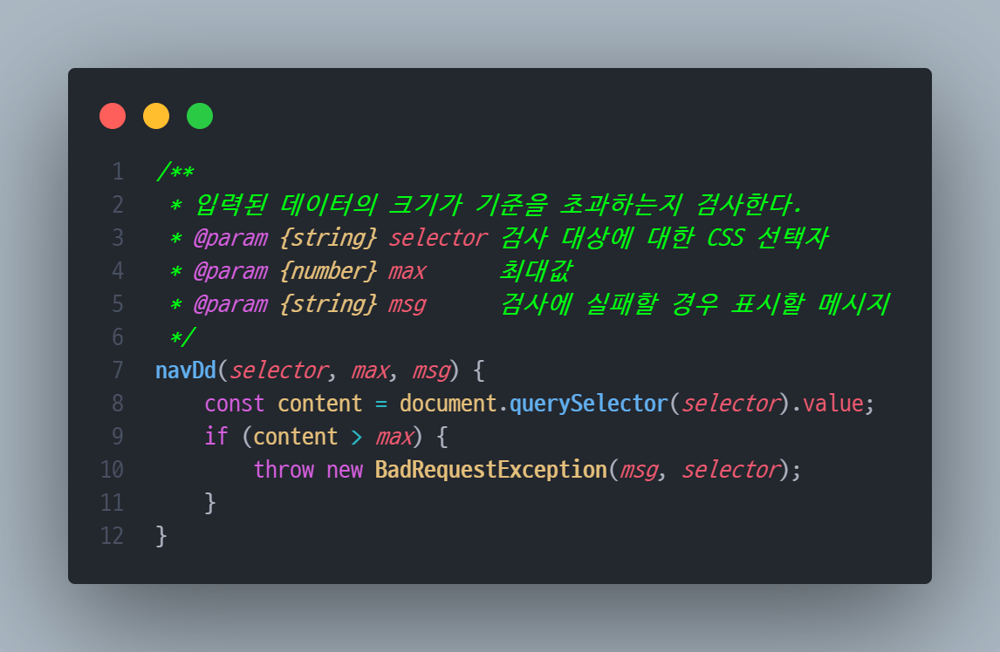 1 /**
2  * 입력된 데이터의 크기가 기준을 초과하는지 검사한다.
3  * @param {string} selector 검사 대상에 대한 CSS 선택자
4  * @param {number} max      최대값
5  * @param {string} msg      검사에 실패할 경우 표시할 메시지
6  */
7 navDd(selector, max, msg) {
8     const content = document.querySelector(selector).value;
9     if (content > max) {
10         throw new BadRequestException(msg, selector);
11     }
12 }